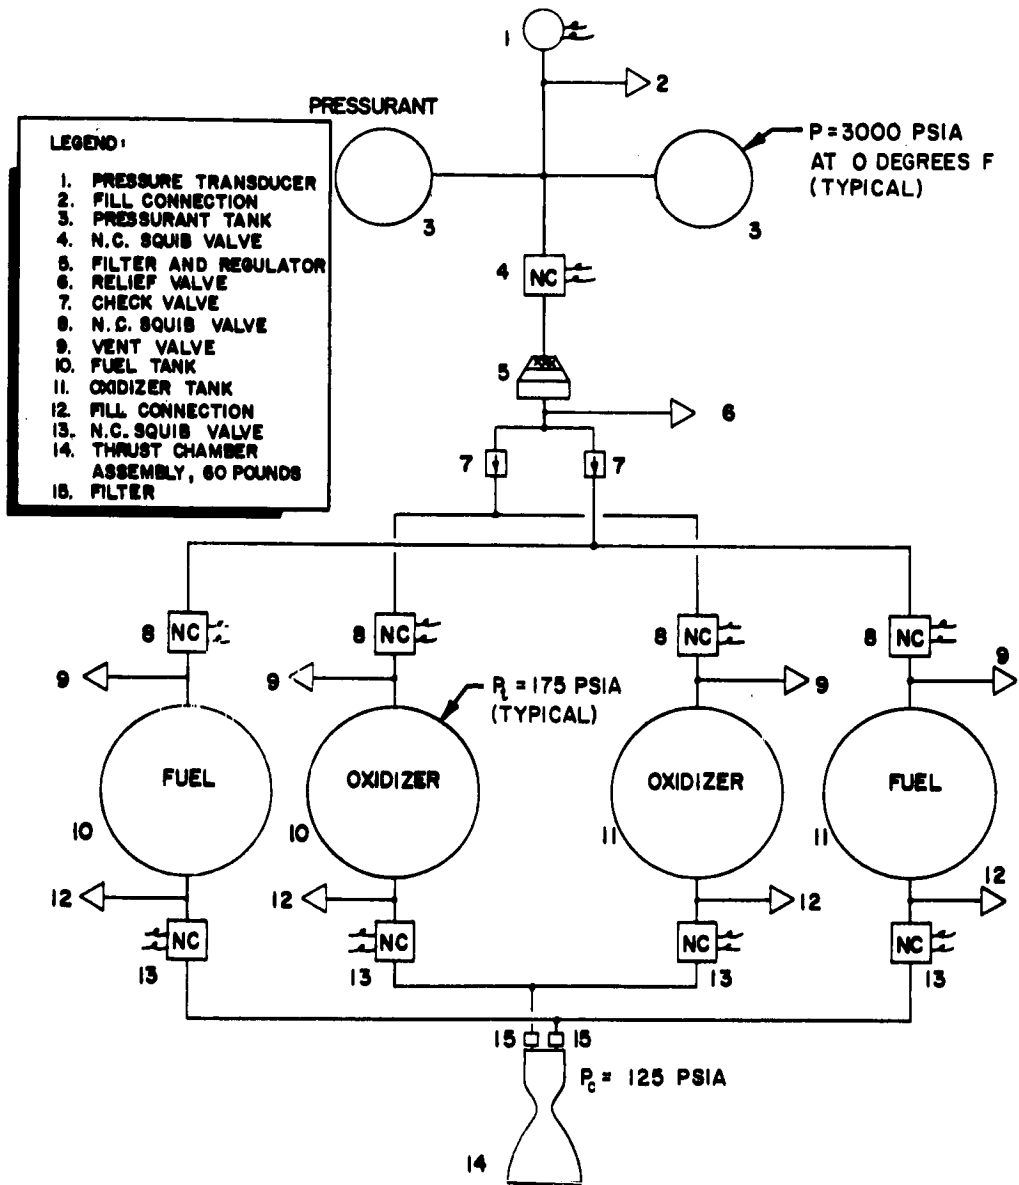 1
2
PRESSURANT
P = 3000 PSIA
AT 0 DEGREES F
(TYPICAL)
3
3
LEGEND:
1. PRESSURE TRANSDUCER
2. FILL CONNECTION
3. PRESSURANT TANK
4. N.C. SQUIB VALVE
5. FILTER AND REGULATOR
6. RELIEF VALVE
7. CHECK VALVE
8. N.C. SQUIB VALVE
9. VENT VALVE
10. FUEL TANK
11. OXIDIZER TANK
12. FILL CONNECTION
13. N.C. SQUIB VALVE
14. THRUST CHAMBER
ASSEMBLY, 60 POUNDS
15. FILTER
4 NC
5
6
7 7
8 NC 8 NC 8 NC 8 NC
9 9 9 9
Pt = 175 PSIA
(TYPICAL)
FUEL OXIDIZER OXIDIZER FUEL
10 10 11 11
12 12 12 12
NC NC NC NC
13 13 13 13
15 15
Pc = 125 PSIA
14